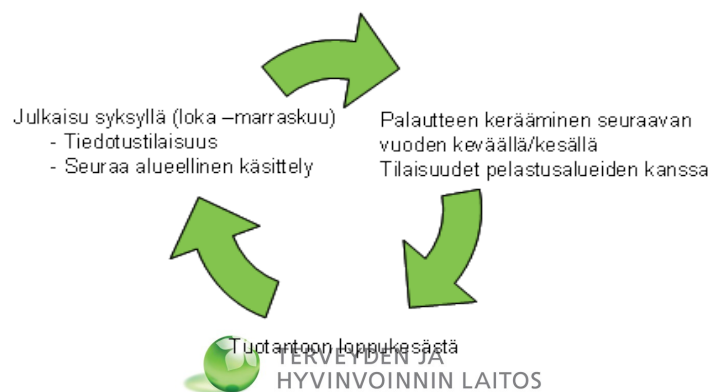 Julkaisu syksyllä (loka –marraskuu)
- Tiedotustilaisuus
- Seuraa alueellinen käsittely
Palautteen kerääminen seuraavan
vuoden keväällä/kesällä
Tilaisuudet pelastusalueiden kanssa
Tuotantoon loppukesästä
TERVEYDEN JA
HYVINVOINNIN LAITOS